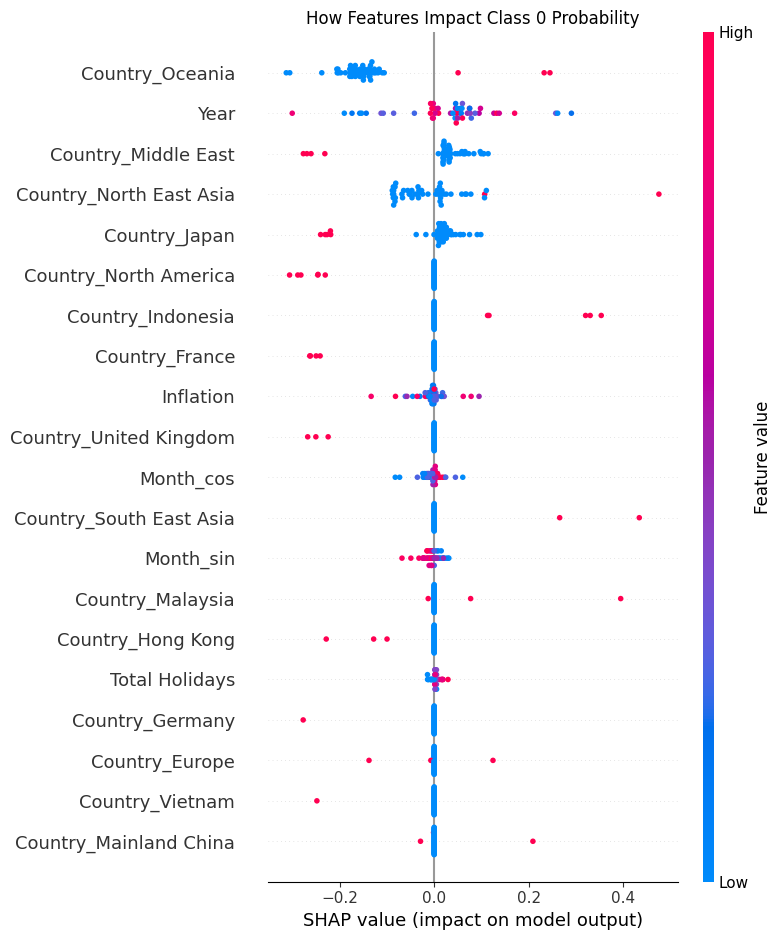 How Features Impact Class 0 Probability
High
Country_Oceania
Year
Country_Middle East
Country_North East Asia
Country_Japan
Country_North America
Country_Indonesia
Country_France
Inflation
Country_United Kingdom
Month_cos
Country_South East Asia
Month_sin
Country_Malaysia
Country_Hong Kong
Total Holidays
Country_Germany
Country_Europe
Country_Vietnam
Country_Mainland China
Feature value
Low
−0.2 0.0 0.2 0.4
SHAP value (impact on model output)